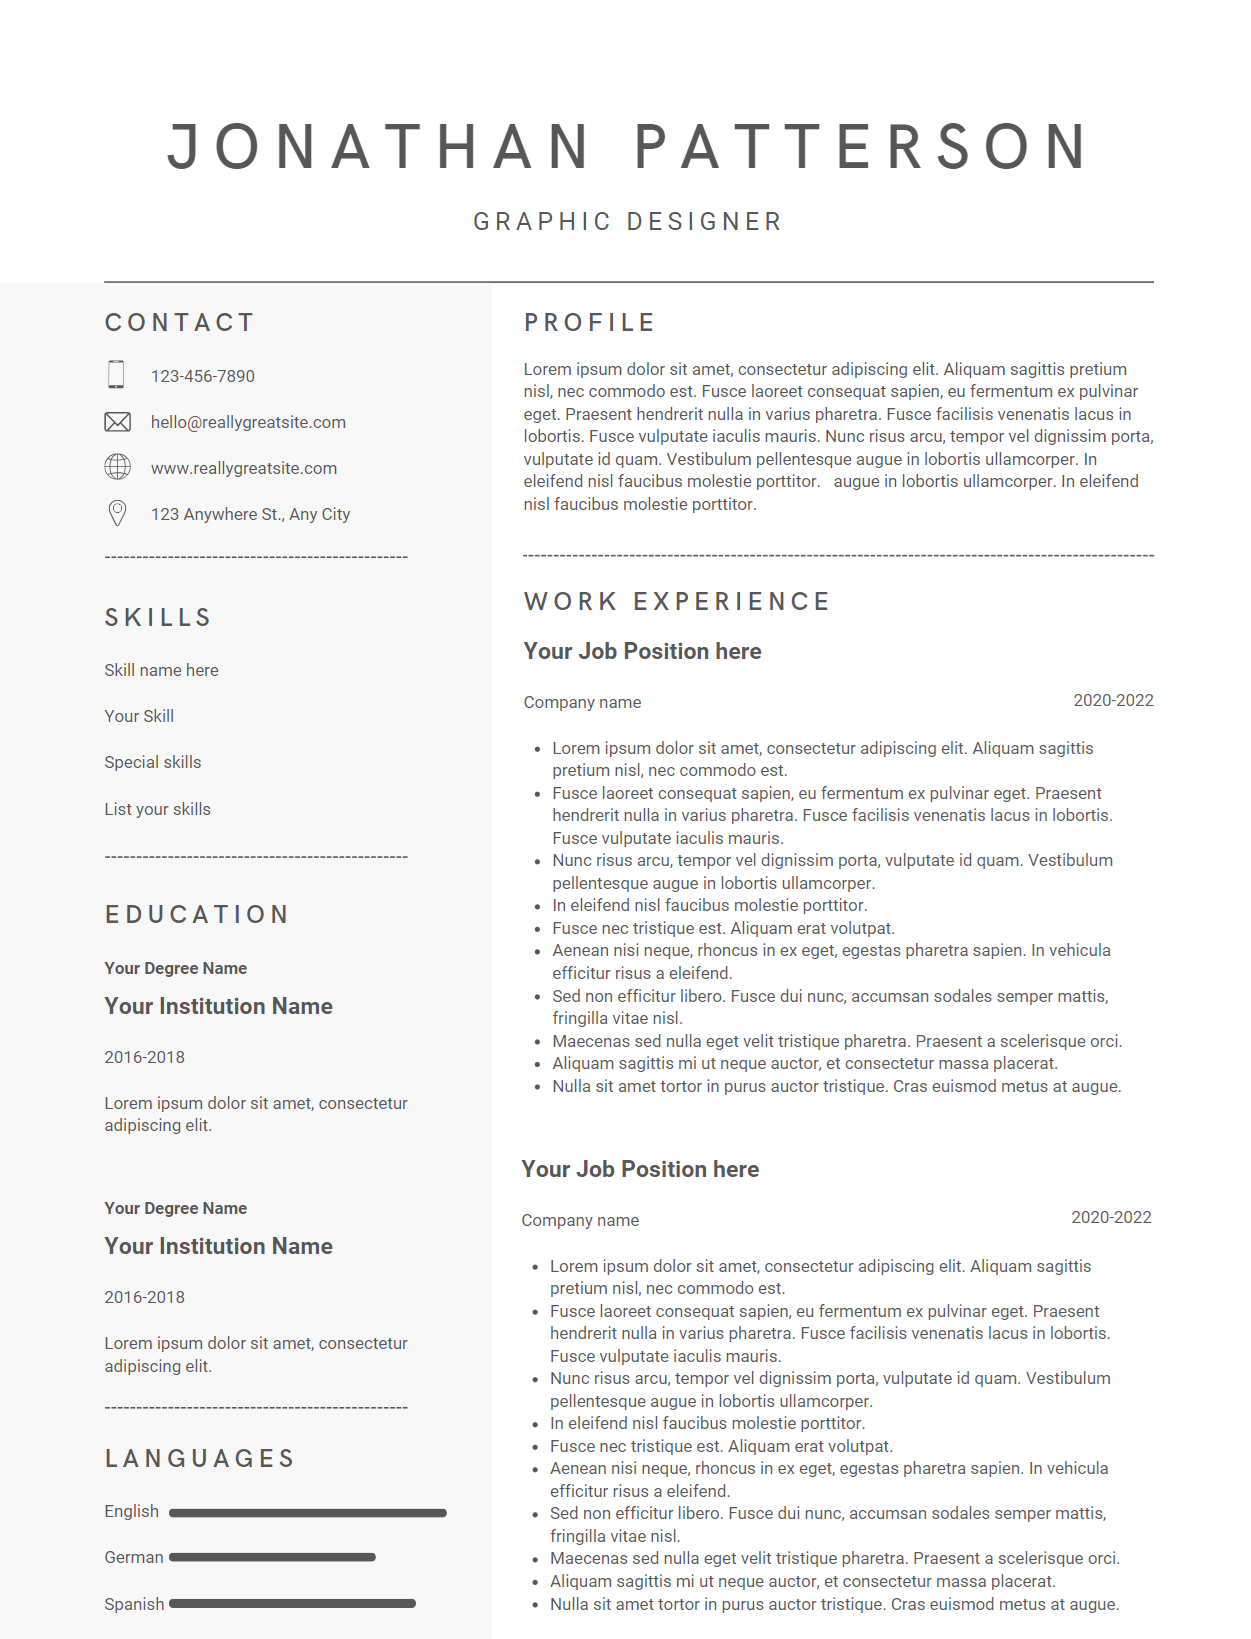 JONATHAN PATTERSON
GRAPHIC DESIGNER
CONTACT
123-456-7890
hello@reallygreatsite.com
www.reallygreatsite.com
123 Anywhere St., Any City
------------------------------------------------
SKILLS
Skill name here
Your Skill
Special skills
List your skills
------------------------------------------------
EDUCATION
Your Degree Name
Your Institution Name
2016-2018
Lorem ipsum dolor sit amet, consectetur
adipiscing elit.
Your Degree Name
Your Institution Name
2016-2018
Lorem ipsum dolor sit amet, consectetur
adipiscing elit.
------------------------------------------------
LANGUAGES
English
German
Spanish
PROFILE
Lorem ipsum dolor sit amet, consectetur adipiscing elit. Aliquam sagittis pretium
nisl, nec commodo est. Fusce laoreet consequat sapien, eu fermentum ex pulvinar
eget. Praesent hendrerit nulla in varius pharetra. Fusce facilisis venenatis lacus in
lobortis. Fusce vulputate iaculis mauris. Nunc risus arcu, tempor vel dignissim porta,
vulputate id quam. Vestibulum pellentesque augue in lobortis ullamcorper. In
eleifend nisl faucibus molestie porttitor.   augue in lobortis ullamcorper. In eleifend
nisl faucibus molestie porttitor.
----------------------------------------------------------------------------------------------------
WORK EXPERIENCE
Your Job Position here
Company name 2020-2022
• Lorem ipsum dolor sit amet, consectetur adipiscing elit. Aliquam sagittis
pretium nisl, nec commodo est.
• Fusce laoreet consequat sapien, eu fermentum ex pulvinar eget. Praesent
hendrerit nulla in varius pharetra. Fusce facilisis venenatis lacus in lobortis.
Fusce vulputate iaculis mauris.
• Nunc risus arcu, tempor vel dignissim porta, vulputate id quam. Vestibulum
pellentesque augue in lobortis ullamcorper.
• In eleifend nisl faucibus molestie porttitor.
• Fusce nec tristique est. Aliquam erat volutpat.
• Aenean nisi neque, rhoncus in ex eget, egestas pharetra sapien. In vehicula
efficitur risus a eleifend.
• Sed non efficitur libero. Fusce dui nunc, accumsan sodales semper mattis,
fringilla vitae nisl.
• Maecenas sed nulla eget velit tristique pharetra. Praesent a scelerisque orci.
• Aliquam sagittis mi ut neque auctor, et consectetur massa placerat.
• Nulla sit amet tortor in purus auctor tristique. Cras euismod metus at augue.
Your Job Position here
Company name 2020-2022
• Lorem ipsum dolor sit amet, consectetur adipiscing elit. Aliquam sagittis
pretium nisl, nec commodo est.
• Fusce laoreet consequat sapien, eu fermentum ex pulvinar eget. Praesent
hendrerit nulla in varius pharetra. Fusce facilisis venenatis lacus in lobortis.
Fusce vulputate iaculis mauris.
• Nunc risus arcu, tempor vel dignissim porta, vulputate id quam. Vestibulum
pellentesque augue in lobortis ullamcorper.
• In eleifend nisl faucibus molestie porttitor.
• Fusce nec tristique est. Aliquam erat volutpat.
• Aenean nisi neque, rhoncus in ex eget, egestas pharetra sapien. In vehicula
efficitur risus a eleifend.
• Sed non efficitur libero. Fusce dui nunc, accumsan sodales semper mattis,
fringilla vitae nisl.
• Maecenas sed nulla eget velit tristique pharetra. Praesent a scelerisque orci.
• Aliquam sagittis mi ut neque auctor, et consectetur massa placerat.
• Nulla sit amet tortor in purus auctor tristique. Cras euismod metus at augue.